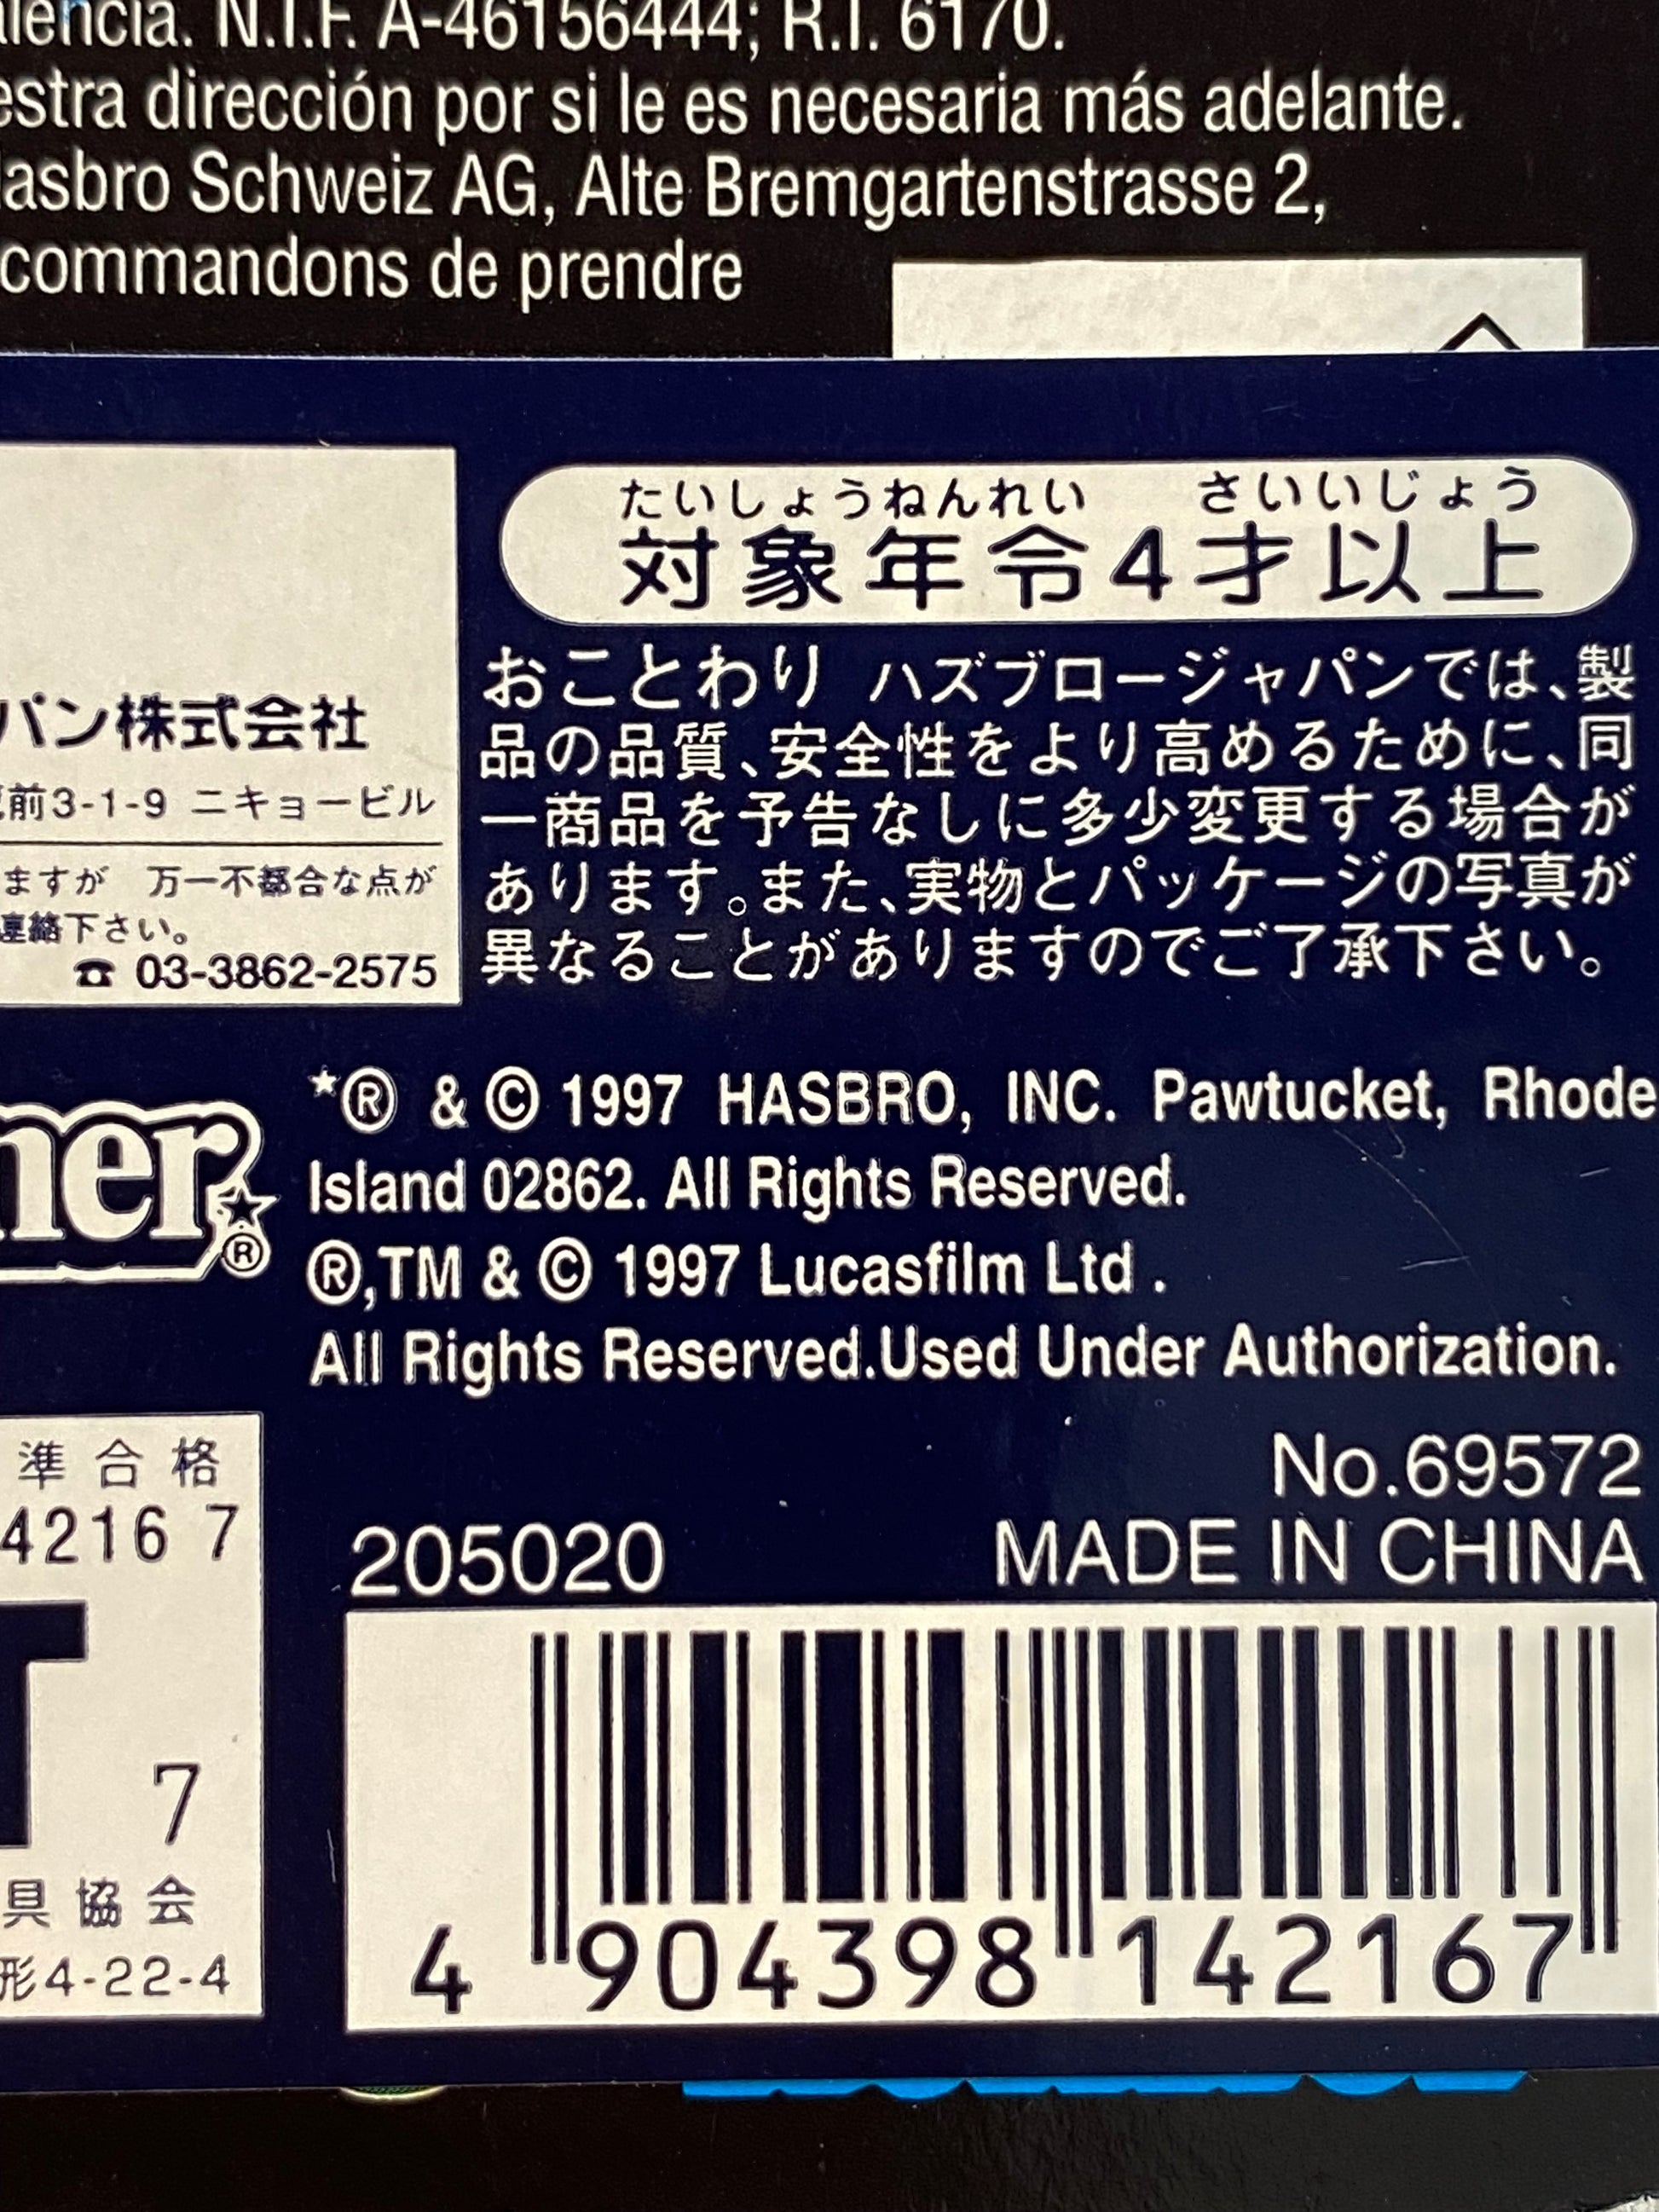 N.I.F. A-46156444; R.I. 6170.
dirección por si le es necesaria más adelante.
Schweiz AG, Alte Bremgartenstrasse 2,
commandons de prendre
たいしょうねんれい さいいじょう
対象年令4才以上
パン株式会社
前3-1-9 ニキョービル
ますが 万一不都合な点が
連絡下さい。
☎ 03-3862-2575
おことわり ハズブロージャパンでは、製
品の品質、安全性をより高めるために、同
一商品を予告なしに多少変更する場合が
あります。また、実物とパッケージの写真が
異なることがありますのでご了承下さい。
ner ®
*® & © 1997 HASBRO, INC. Pawtucket, Rhode
Island 02862. All Rights Reserved.
®,TM & © 1997 Lucasfilm Ltd .
All Rights Reserved.Used Under Authorization.
準合格
42167
T
7
具協会
形4-22-4
No.69572
205020 MADE IN CHINA
4 904398 142167